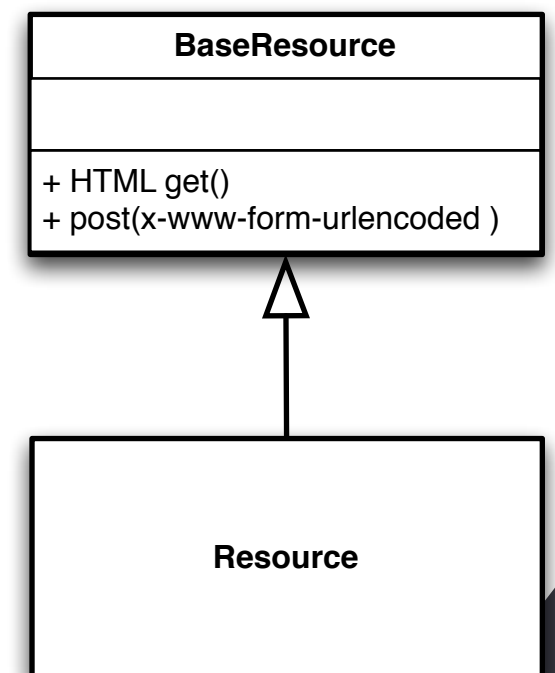 BaseResource
+ HTML get()
+ post(x-www-form-urlencoded )
Resource